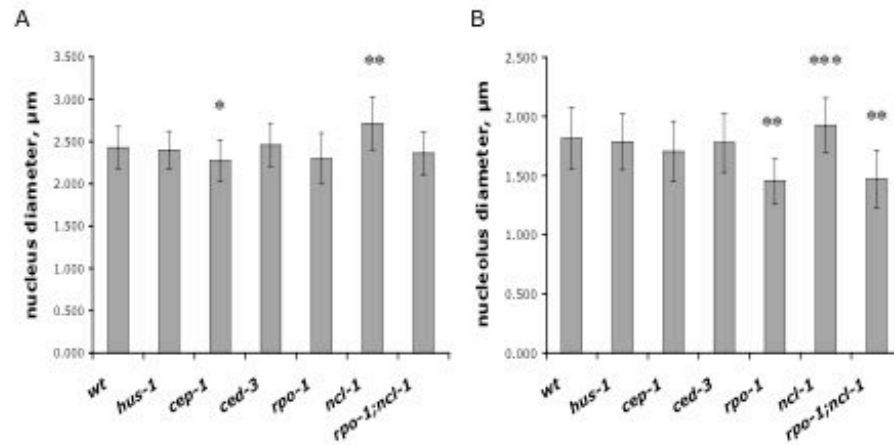 A
nucleus diameter, µm
3.500
3.000
2.500
2.000
1.500
1.000
0.500
0.000
*
**
wt
hus-1
cep-1
ced-3
rpo-1
ncl-1
rpo-1;ncl-1
B
nucleolus diameter, µm
2.500
2.000
1.500
1.000
0.500
0.000
**
***
**
wt
hus-1
cep-1
ced-3
rpo-1
ncl-1
rpo-1;ncl-1